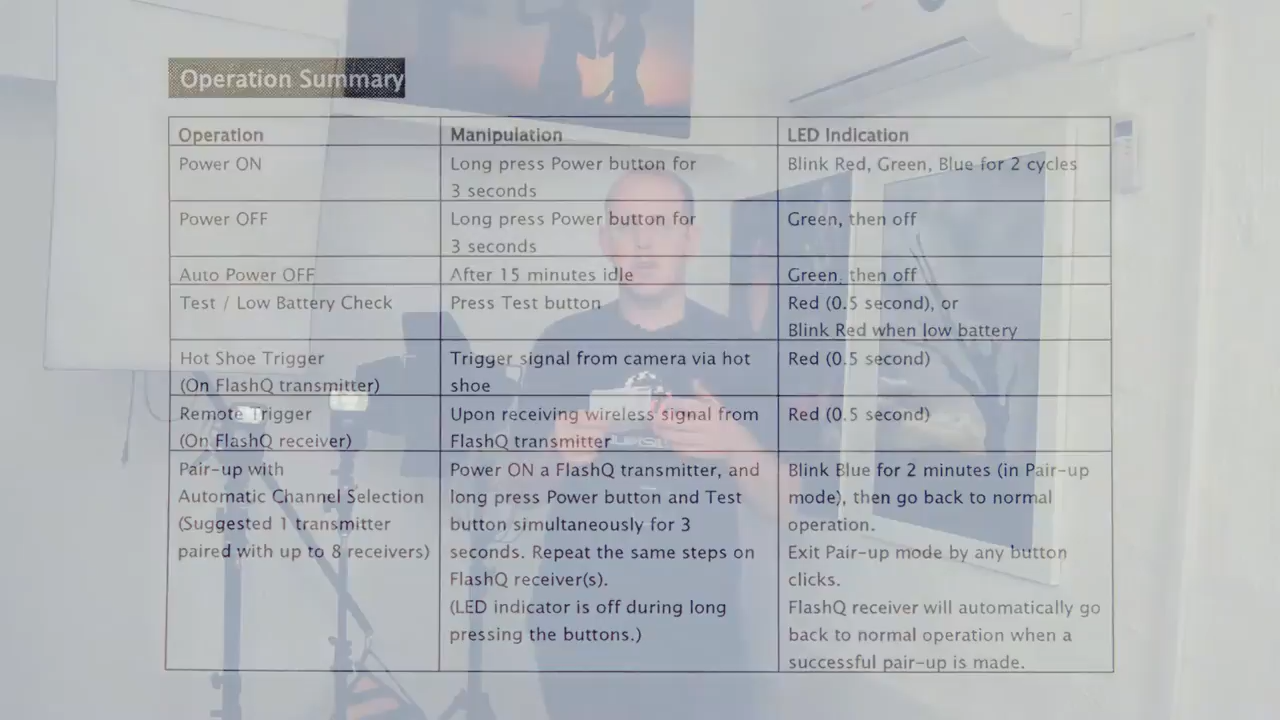 Operation Summary
Operation Manipulation LED Indication
Power ON Long press Power button for Blink Red, Green, Blue for 2 cycles
3 seconds
Power OFF Long press Power button for Green, then off
3 seconds
Auto Power OFF After 15 minutes idle Green, then off
Test / Low Battery Check Press Test button Red (0.5 second), or
Blink Red when low battery
Hot Shoe Trigger Trigger signal from camera via hot Red (0.5 second)
(On FlashQ transmitter) shoe
Remote Trigger Upon receiving wireless signal from Red (0.5 second)
(On FlashQ receiver) FlashQ transmitter
Pair-up with Power ON a FlashQ transmitter, and Blink Blue for 2 minutes (in Pair-up
Automatic Channel Selection long press Power button and Test mode), then go back to normal
(Suggested 1 transmitter button simultaneously for 3 operation.
paired with up to 8 receivers) seconds. Repeat the same steps on Exit Pair-up mode by any button
FlashQ receiver(s). clicks.
(LED indicator is off during long FlashQ receiver will automatically go
pressing the buttons.) back to normal operation when a
successful pair-up is made.